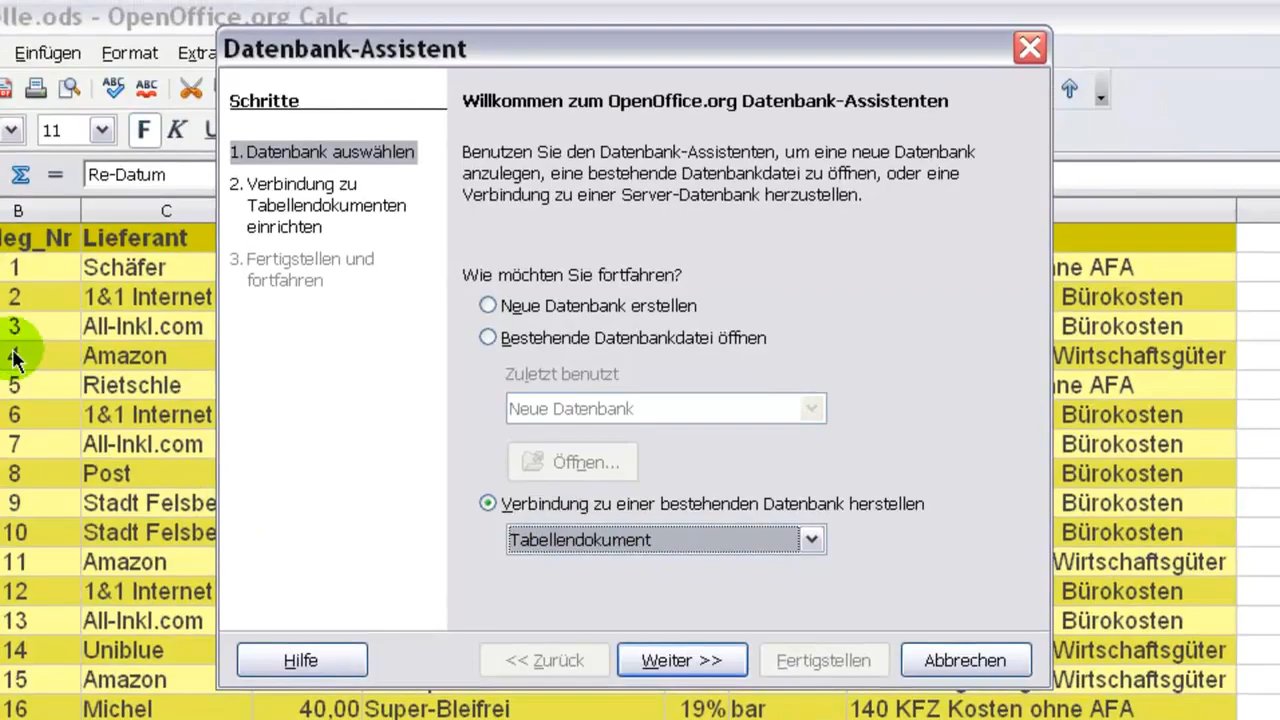 lle.ods - OpenOffice.org Calc
Einfügen Format Extra
11 F K U
Re-Datum
B C
eg_Nr Lieferant
1 Schäfer ne AFA
2 1&1 Internet Bürokosten
3 All-Inkl.com Bürokosten
4 Amazon Wirtschaftsgüter
5 Rietschle ne AFA
6 1&1 Internet Bürokosten
7 All-Inkl.com Bürokosten
8 Post Bürokosten
9 Stadt Felsbe Bürokosten
10 Stadt Felsbe Bürokosten
11 Amazon Wirtschaftsgüter
12 1&1 Internet Bürokosten
13 All-Inkl.com Bürokosten
14 Uniblue Wirtschaftsgüter
15 Amazon Wirtschaftsgüter
16 Michel 40,00 Super-Bleifrei 19% bar 140 KFZ Kosten ohne AFA
Datenbank-Assistent
Schritte
1. Datenbank auswählen
2. Verbindung zu
Tabellendokumenten
einrichten
3. Fertigstellen und
fortfahren
Willkommen zum OpenOffice.org Datenbank-Assistenten
Benutzen Sie den Datenbank-Assistenten, um eine neue Datenbank
anzulegen, eine bestehende Datenbankdatei zu öffnen, oder eine
Verbindung zu einer Server-Datenbank herzustellen.
Wie möchten Sie fortfahren?
Neue Datenbank erstellen
Bestehende Datenbankdatei öffnen
Zuletzt benutzt
Neue Datenbank
Öffnen...
Verbindung zu einer bestehenden Datenbank herstellen
Tabellendokument
Hilfe << Zurück Weiter >> Fertigstellen Abbrechen